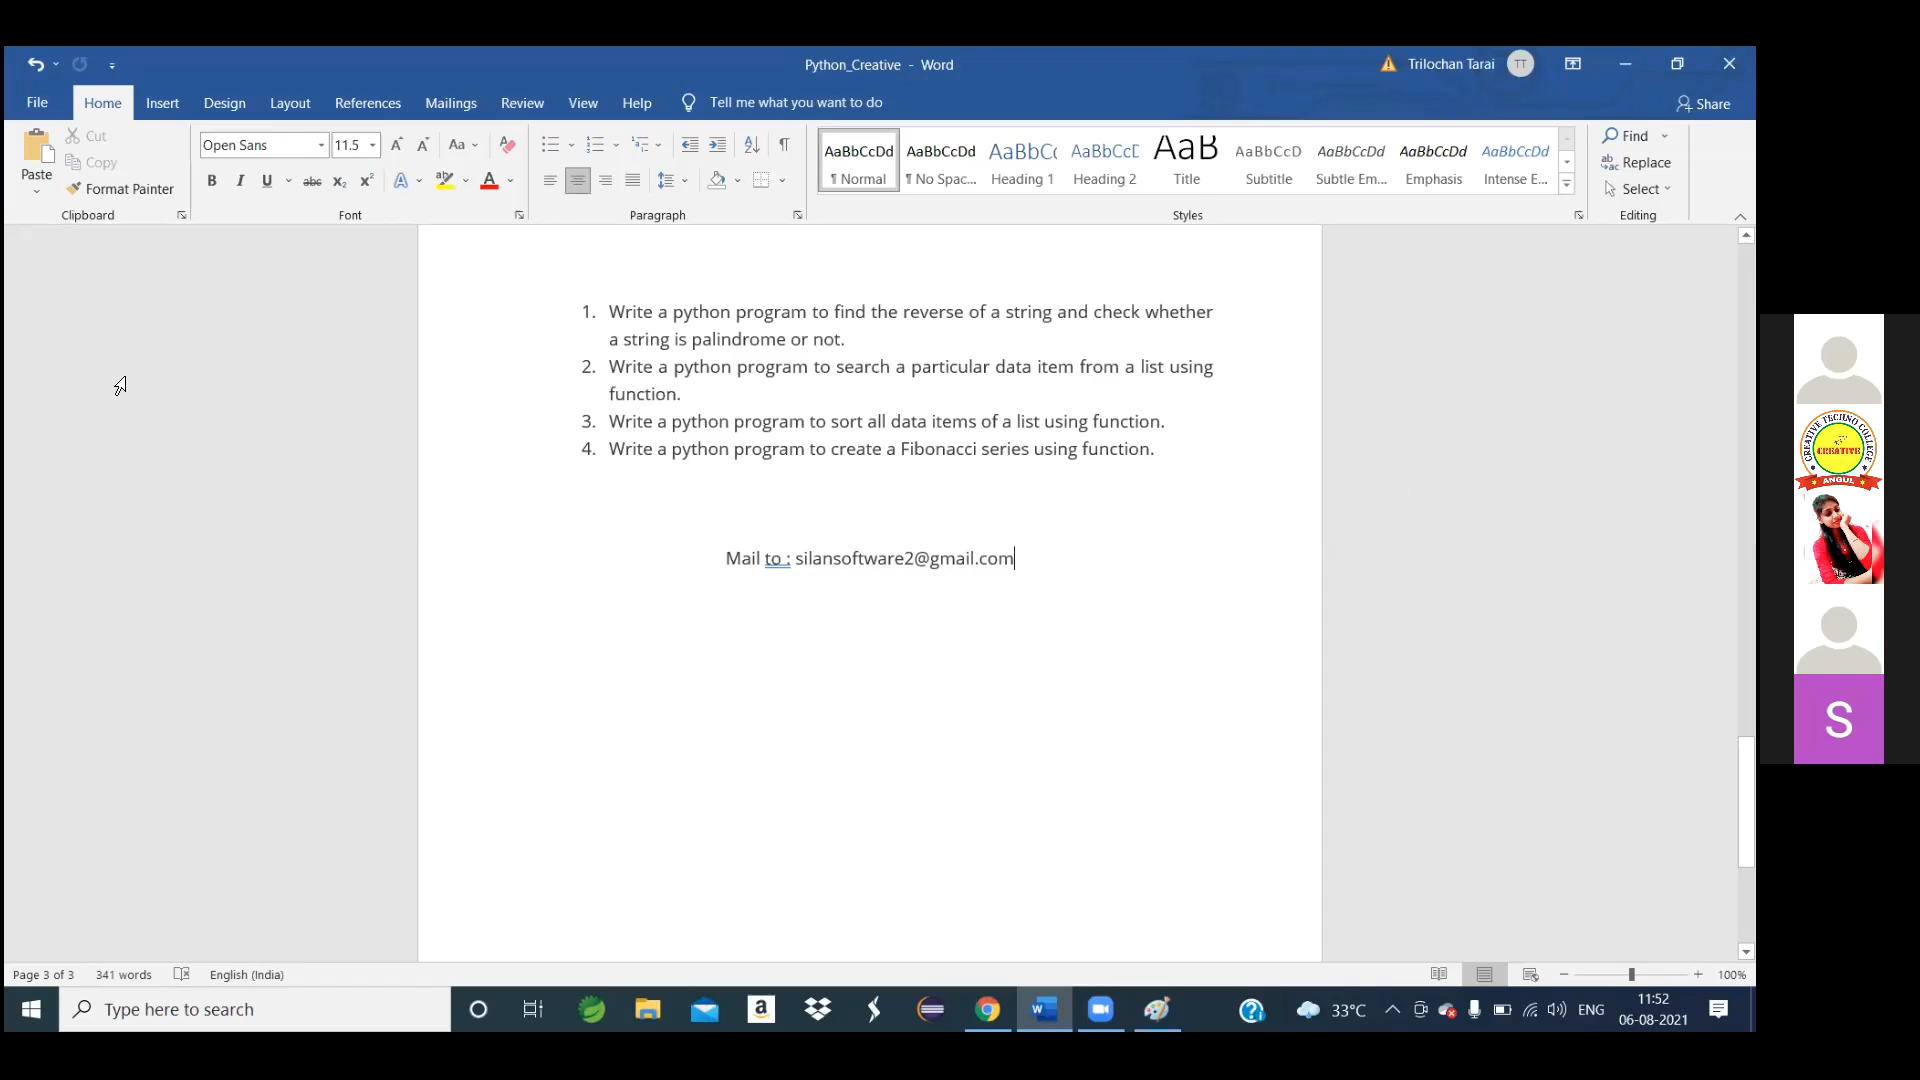 Python_Creative - Word
Trilochan Tarai TT
File Home Insert Design Layout References Mailings Review View Help Tell me what you want to do Share
Paste Cut Copy Format Painter
Clipboard
Open Sans 11.5
Font
Paragraph
AaBbCcDd AaBbCcDd AaBbCc AaBbCcD AaB AaBbCcD AaBbCcDd AaBbCcDd AaBbCcDd
¶ Normal ¶ No Spac... Heading 1 Heading 2 Title Subtitle Subtle Em... Emphasis Intense E...
Styles
Find
Replace
Select
Editing
1. Write a python program to find the reverse of a string and check whether
a string is palindrome or not.
2. Write a python program to search a particular data item from a list using
function.
3. Write a python program to sort all data items of a list using function.
4. Write a python program to create a Fibonacci series using function.
Mail to : silansoftware2@gmail.com
CREATIVE TECHNO COLLEGE
CREATIVE
ANGUL
S
Page 3 of 3 341 words English (India) 100%
Type here to search
33°C ENG
11:52
06-08-2021